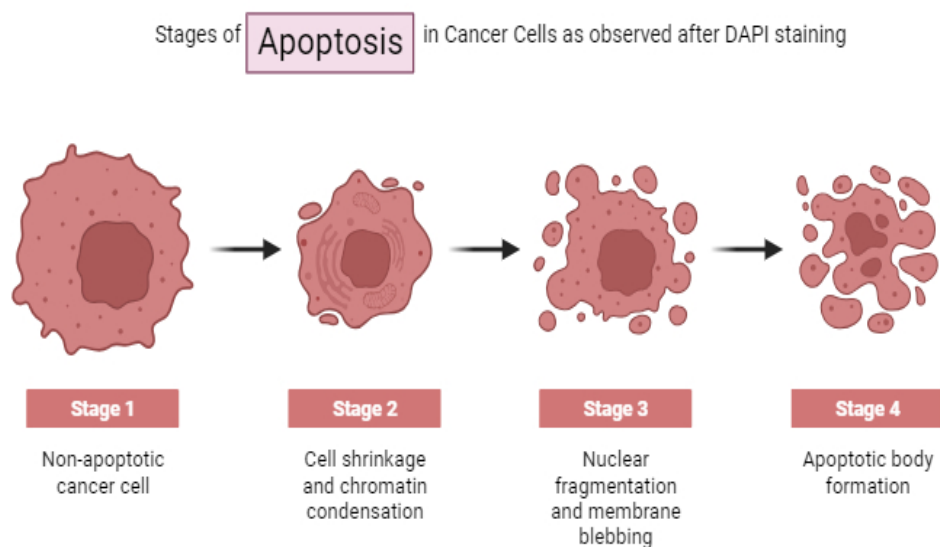 Stages of Apoptosis in Cancer Cells as observed after DAPI staining
Stage 1
Non-apoptotic
cancer cell
Stage 2
Cell shrinkage
and chromatin
condensation
Stage 3
Nuclear
fragmentation
and membrane
blebbing
Stage 4
Apoptotic body
formation